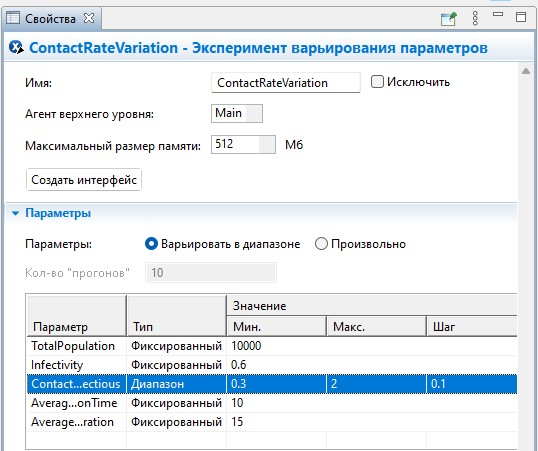 Свойства
ContactRateVariation - Эксперимент варьирования параметров
Имя: ContactRateVariation Исключить
Агент верхнего уровня: Main
Максимальный размер памяти: 512 Мб
Создать интерфейс
Параметры
Параметры: Варьировать в диапазоне Произвольно
Кол-во "прогонов" 10
Значение
Параметр Тип Мин. Макс. Шаг
TotalPopulation Фиксированный 10000
Infectivity Фиксированный 0.6
Contact...ectious Диапазон 0.3 2 0.1
Averag...onTime Фиксированный 10
Average...ration Фиксированный 15